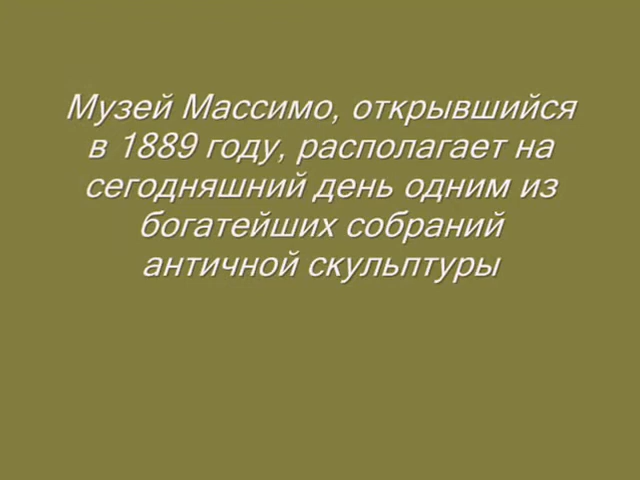 Музей Массимо, открывшийся
в 1889 году, располагает на
сегодняшний день одним из
богатейших собраний
античной скульптуры